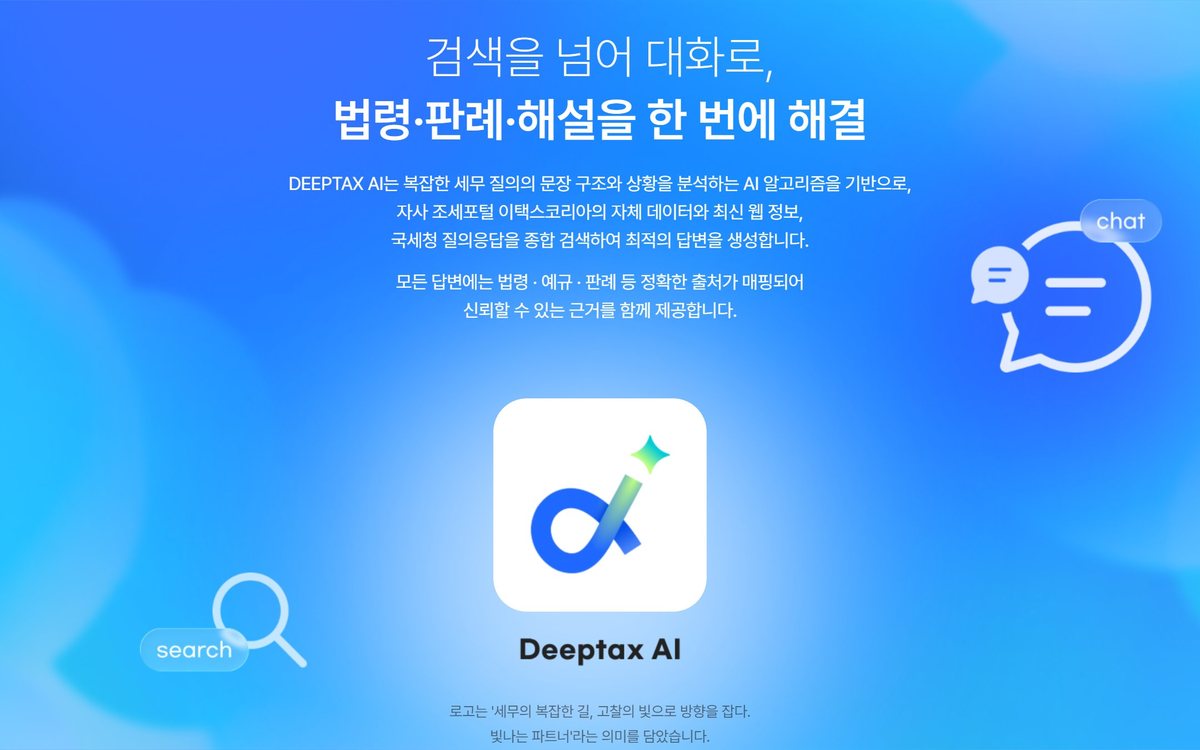 검색을 넘어 대화로,
법령·판례·해설을 한 번에 해결
DEEPTAX AI는 복잡한 세무 질의의 문장 구조와 상황을 분석하는 AI 알고리즘을 기반으로,
자사 조세포털 이택스코리아의 자체 데이터와 최신 웹 정보,
국세청 질의응답을 종합 검색하여 최적의 답변을 생성합니다.
모든 답변에는 법령 · 예규 · 판례 등 정확한 출처가 매핑되어
신뢰할 수 있는 근거를 함께 제공합니다.
chat
search
Deeptax AI
로고는 '세무의 복잡한 길, 고찰의 빛으로 방향을 잡다.
빛나는 파트너'라는 의미를 담았습니다.